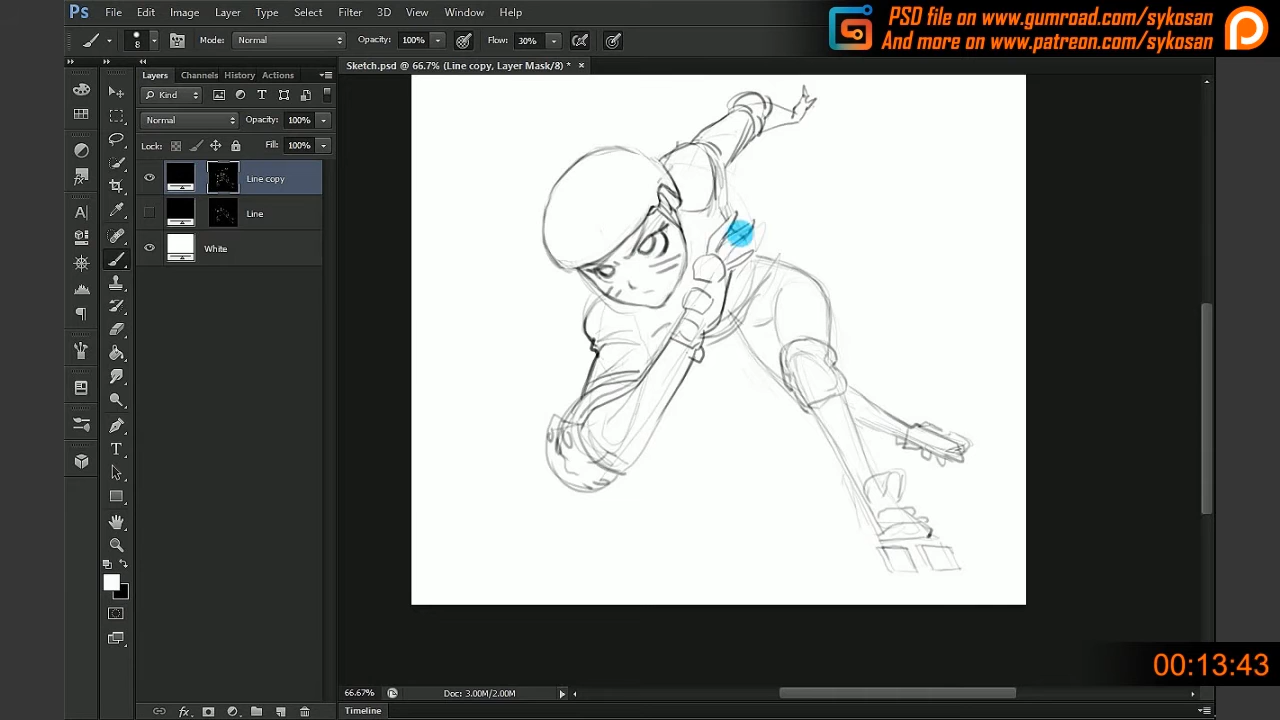 Ps File Edit Image Layer Type Select Filter 3D View Window Help
PSD file on www.gumroad.com/sykosan
And more on www.patreon.com/sykosan
8 Mode: Normal Opacity: 100% Flow: 30%
Layers Channels History Actions
Sketch.psd @ 66.7% (Line copy, Layer Mask/8) * ×
Kind
Normal Opacity: 100%
Lock: Fill: 100%
Line copy
Line
White
00:13:43
66.67% Doc: 3.00M/2.00M
Timeline